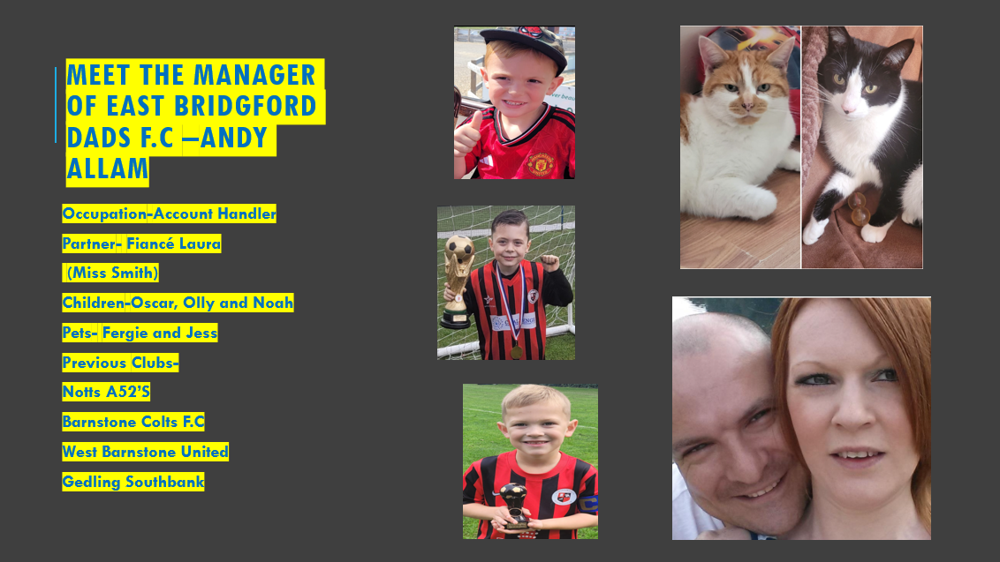 MEET THE MANAGER
OF EAST BRIDGFORD
DADS F.C –ANDY
ALLAM
Occupation-Account Handler
Partner- Fiancé Laura
(Miss Smith)
Children-Oscar, Olly and Noah
Pets- Fergie and Jess
Previous Clubs-
Notts A52’S
Barnstone Colts F.C
West Barnstone United
Gedling Southbank